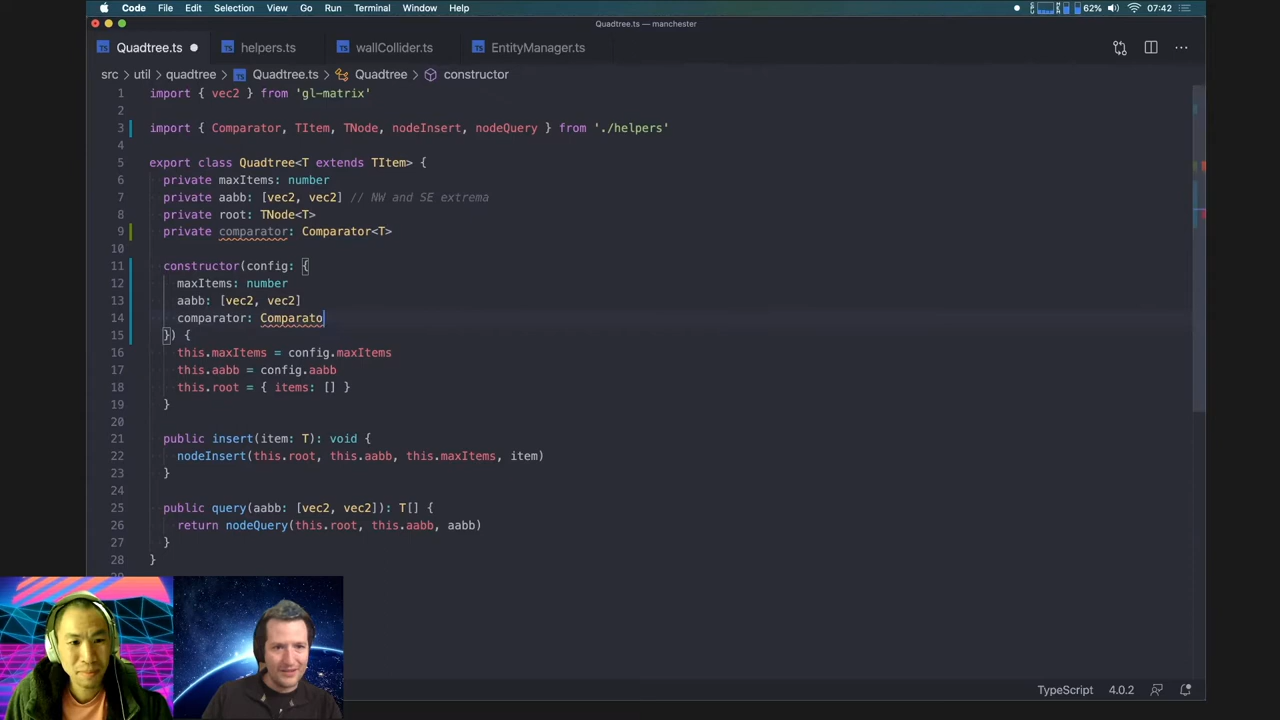 Code File Edit Selection View Go Run Terminal Window Help 62% 07:42
Quadtree.ts — manchester
TS Quadtree.ts TS helpers.ts TS wallCollider.ts TS EntityManager.ts
src > util > quadtree > TS Quadtree.ts > Quadtree > constructor
1 import { vec2 } from 'gl-matrix'
2
3 import { Comparator, TItem, TNode, nodeInsert, nodeQuery } from './helpers'
4
5 export class Quadtree<T extends TItem> {
6 private maxItems: number
7 private aabb: [vec2, vec2] // NW and SE extrema
8 private root: TNode<T>
9 private comparator: Comparator<T>
10
11 constructor(config: {
12 maxItems: number
13 aabb: [vec2, vec2]
14 comparator: Comparato
15 }) {
16 this.maxItems = config.maxItems
17 this.aabb = config.aabb
18 this.root = { items: [] }
19 }
20
21 public insert(item: T): void {
22 nodeInsert(this.root, this.aabb, this.maxItems, item)
23 }
24
25 public query(aabb: [vec2, vec2]): T[] {
26 return nodeQuery(this.root, this.aabb, aabb)
27 }
28 }
TypeScript 4.0.2